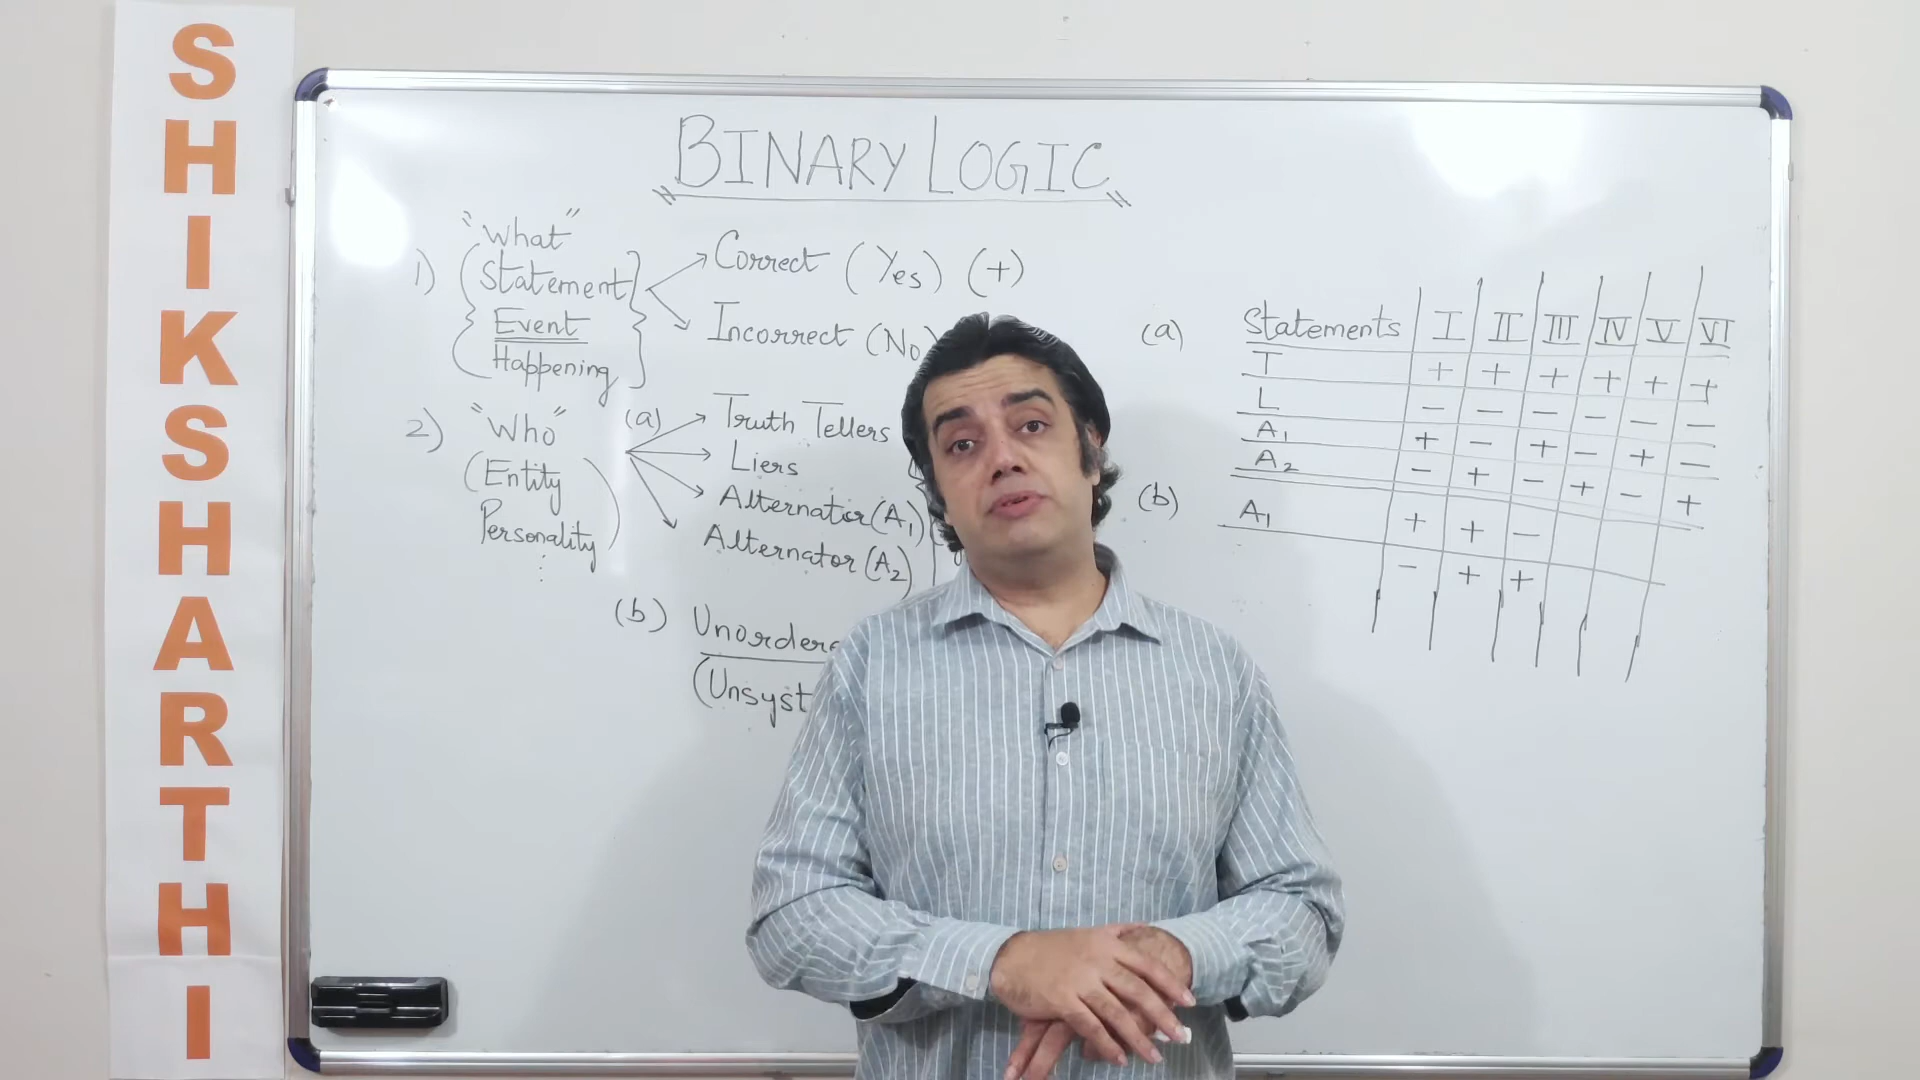 SHIKSHARTHI
BINARY LOGIC
"What"
1) Statement
Event
Happening
Correct (Yes) (+)
Incorrect (No
2) "Who"
(Entity
Personality
(a) Truth Tellers
Liers
Alternator (A1)
Alternator (A2)
(b)
(a) Statements I II III IV V VI
T + + + + + +
L - - - - - -
A1 + - + - + -
A2 - + - + - +
(b) A1 + + -
- + +